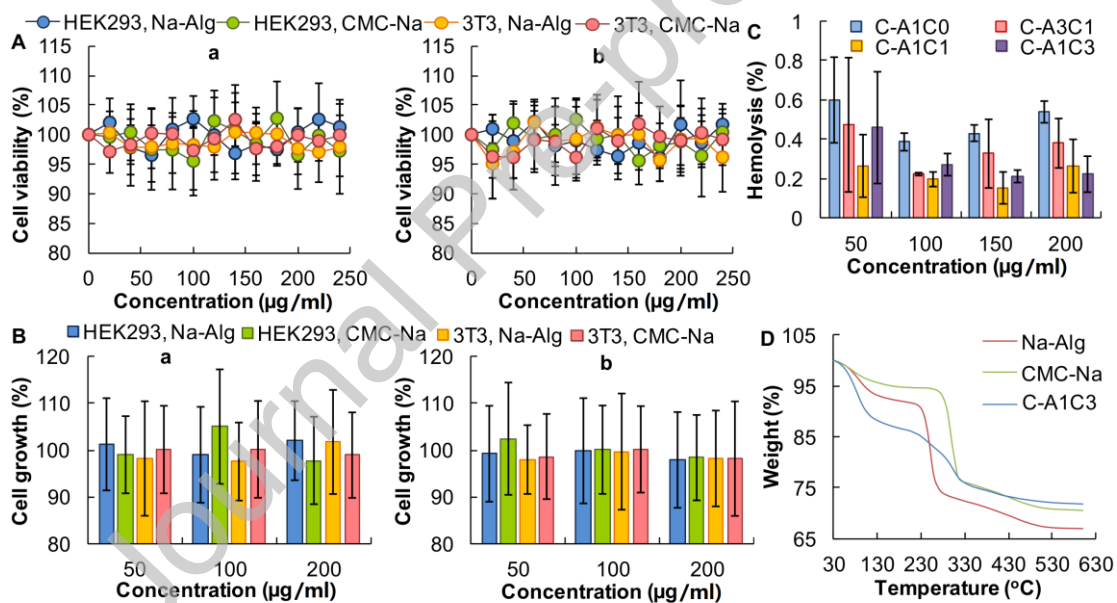 HEK293, Na-Alg HEK293, CMC-Na 3T3, Na-Alg 3T3, CMC-Na
A
a
Cell viability (%)
115
110
105
100
95
90
85
80
0 50 100 150 200 250
Concentration (µg/ml)
b
Cell viability (%)
115
110
105
100
95
90
85
80
0 50 100 150 200 250
Concentration (µg/ml)
C
C-A1C0 C-A3C1
C-A1C1 C-A1C3
Hemolysis (%)
1
0.8
0.6
0.4
0.2
0
50 100 150 200
Concentration (µg/ml)
B
HEK293, Na-Alg HEK293, CMC-Na 3T3, Na-Alg 3T3, CMC-Na
a
Cell growth (%)
120
110
100
90
80
50 100 200
Concentration (µg/ml)
b
Cell growth (%)
120
110
100
90
80
50 100 200
Concentration (µg/ml)
D
Na-Alg
CMC-Na
C-A1C3
Weight (%)
105
95
85
75
65
30 130 230 330 430 530 630
Temperature (ºC)
Journal Pre-pro